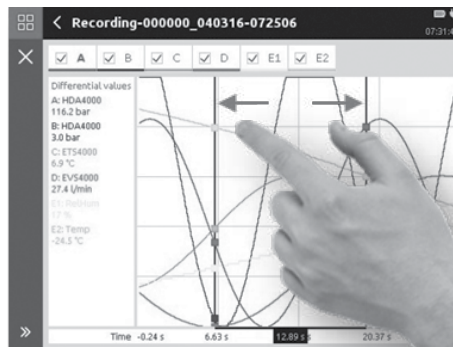 Recording-000000_040316-072506
07:31:4
A B C D E1 E2
Differential values
A: HDA4000
116.2 bar
B: HDA4000
3.0 bar
C: ETS4000
6.9 °C
D: EVS4000
27.4 l/min
E1: RelHum
17 %
E2: Temp
-24.5 °C
Time -0.24 s 6.63 s 12.89 s 20.37 s